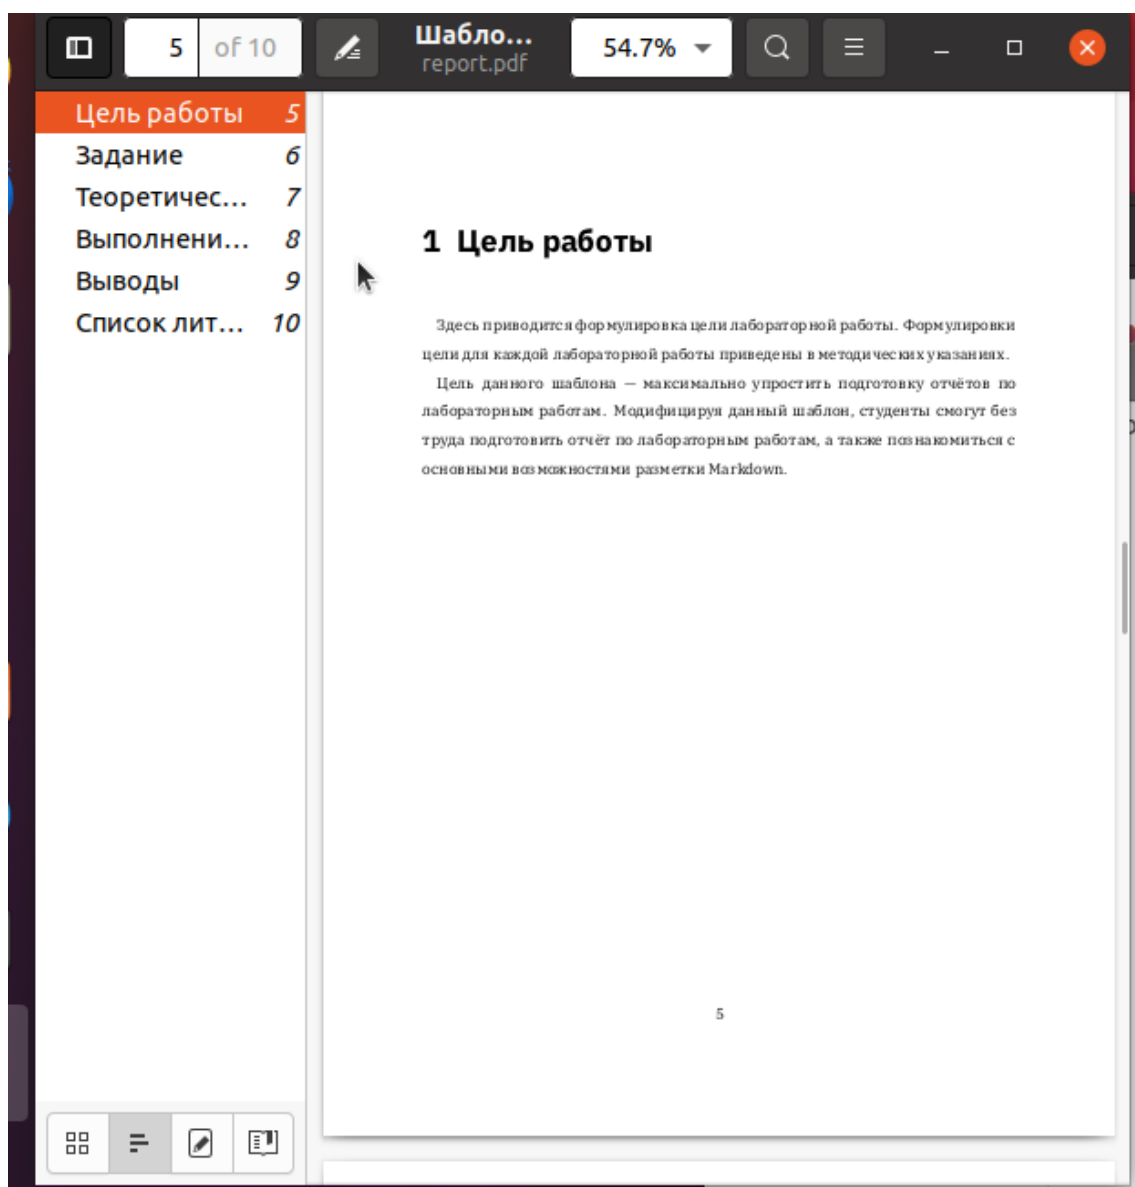 5 of 10
Шабло...
report.pdf
54.7%
Цель работы 5
Задание 6
Теоретичес... 7
Выполнени... 8
Выводы 9
Список лит... 10
1 Цель работы
Здесь приводится формулировка цели лабораторной работы. Формулировки
цели для каждой лабораторной работы приведены в методических указаниях.
Цель данного шаблона — максимально упростить подготовку отчётов по
лабораторным работам. Модифицируя данный шаблон, студенты смогут без
труда подготовить отчёт по лабораторным работам, а также познакомиться с
основными возможностями разметки Markdown.
5